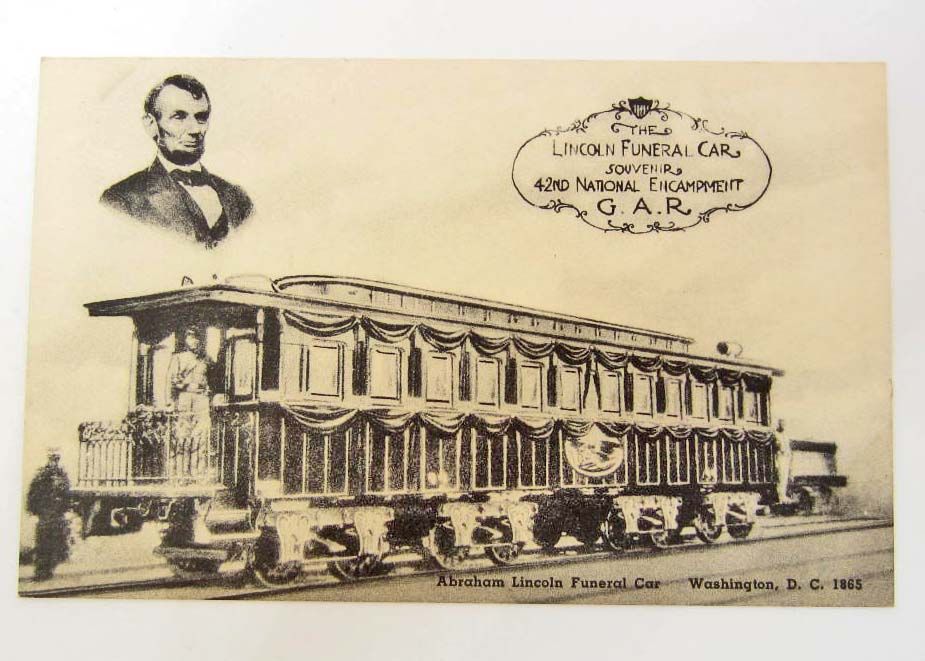 THE
LINCOLN FUNERAL CAR
SOUVENIR
42ND NATIONAL ENCAMPMENT
G. A. R
Abraham Lincoln Funeral Car Washington, D. C. 1865